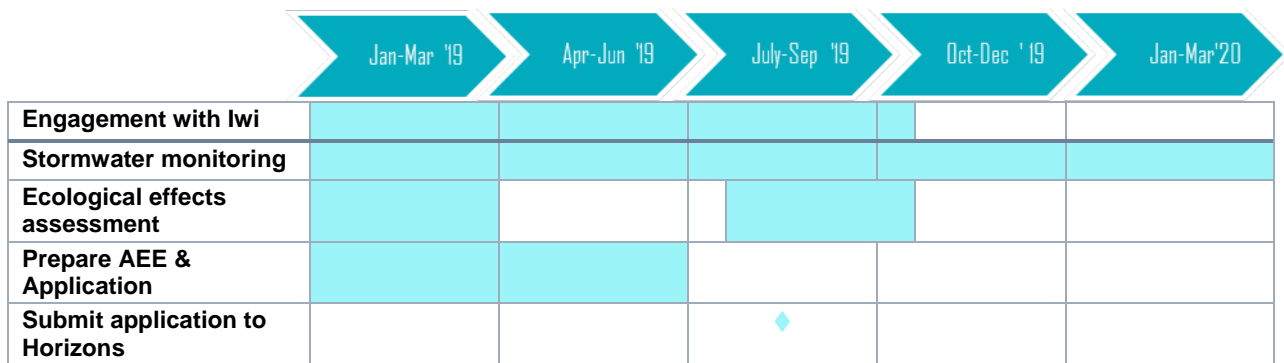 Jan-Mar '19
Apr-Jun '19
July-Sep '19
Oct-Dec ' 19
Jan-Mar'20
Engagement with Iwi
Stormwater monitoring
Ecological effects
assessment
Prepare AEE &
Application
Submit application to
Horizons